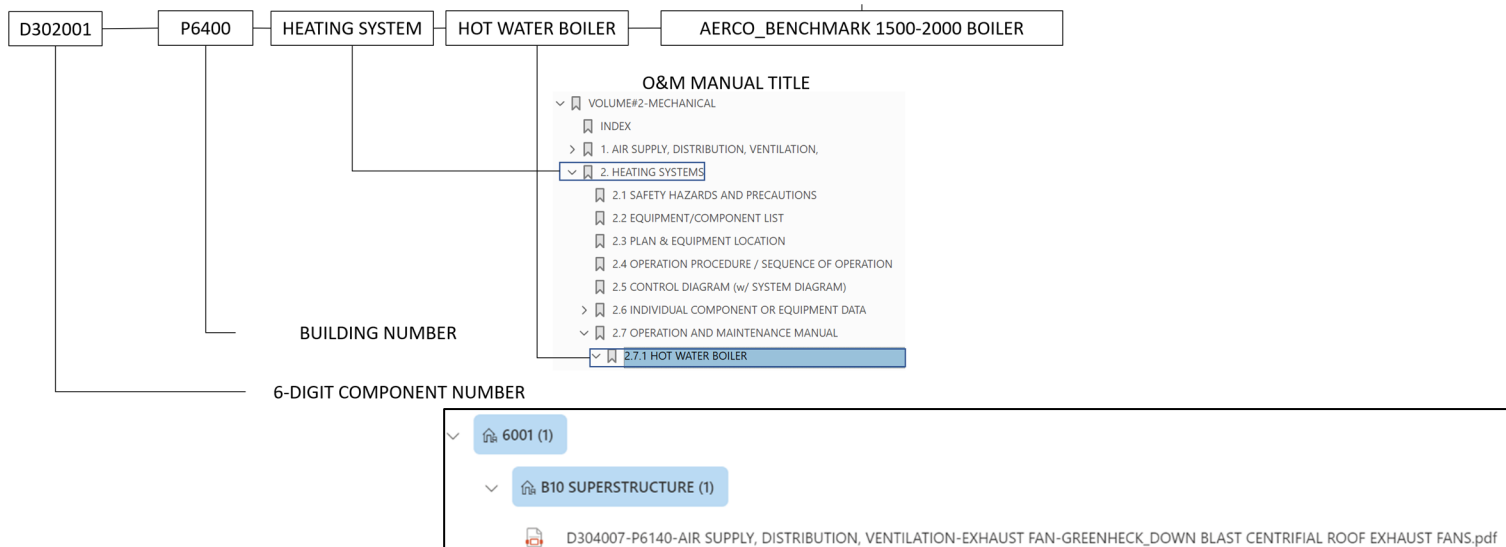 D302001 P6400 HEATING SYSTEM HOT WATER BOILER AERCO_BENCHMARK 1500-2000 BOILER
O&M MANUAL TITLE
VOLUME#2-MECHANICAL
INDEX
1. AIR SUPPLY, DISTRIBUTION, VENTILATION,
2. HEATING SYSTEMS
2.1 SAFETY HAZARDS AND PRECAUTIONS
2.2 EQUIPMENT/COMPONENT LIST
2.3 PLAN & EQUIPMENT LOCATION
2.4 OPERATION PROCEDURE / SEQUENCE OF OPERATION
2.5 CONTROL DIAGRAM (w/ SYSTEM DIAGRAM)
2.6 INDIVIDUAL COMPONENT OR EQUIPMENT DATA
2.7 OPERATION AND MAINTENANCE MANUAL
2.7.1 HOT WATER BOILER
BUILDING NUMBER
6-DIGIT COMPONENT NUMBER
6001 (1)
B10 SUPERSTRUCTURE (1)
D304007-P6140-AIR SUPPLY, DISTRIBUTION, VENTILATION-EXHAUST FAN-GREENHECK_DOWN BLAST CENTRIFIAL ROOF EXHAUST FANS.pdf